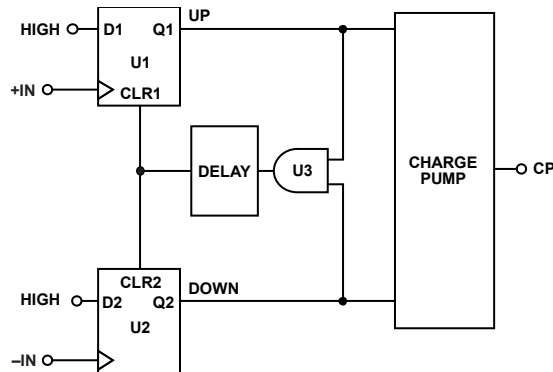 UP
HIGH
D1 Q1
U1
+IN
CLR1
DELAY
U3
CHARGE
PUMP
CP
CLR2
HIGH
D2 Q2
DOWN
U2
–IN